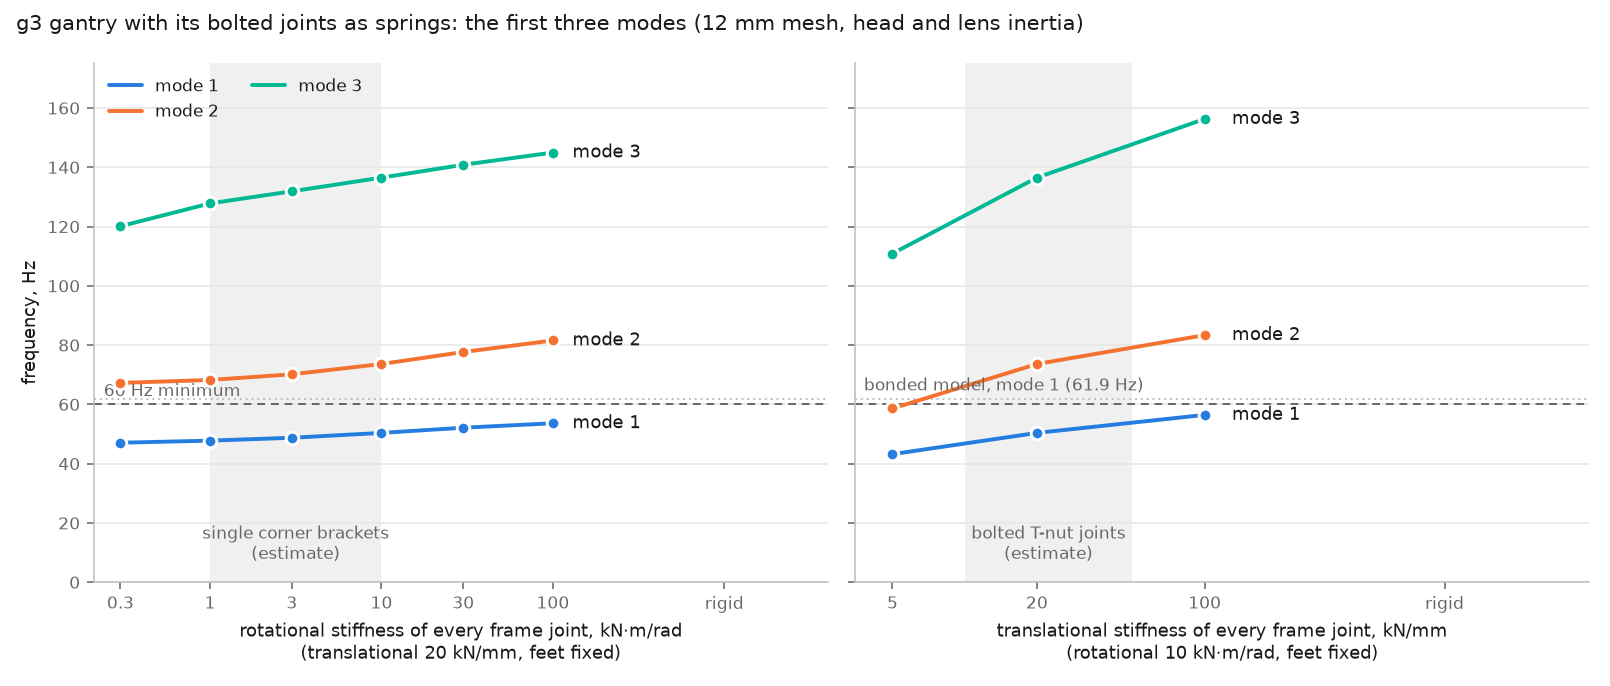 g3 gantry with its bolted joints as springs: the first three modes (12 mm mesh, head and lens inertia)
mode 1
mode 3
mode 2
160
140
120
100
80
60
40
20
0
frequency, Hz
mode 3
mode 2
60 Hz minimum
mode 1
single corner brackets
(estimate)
0.3
1
3
10
30
100
rigid
rotational stiffness of every frame joint, kN·m/rad
(translational 20 kN/mm, feet fixed)
mode 3
mode 2
bonded model, mode 1 (61.9 Hz)
mode 1
bolted T-nut joints
(estimate)
5
20
100
rigid
translational stiffness of every frame joint, kN/mm
(rotational 10 kN·m/rad, feet fixed)